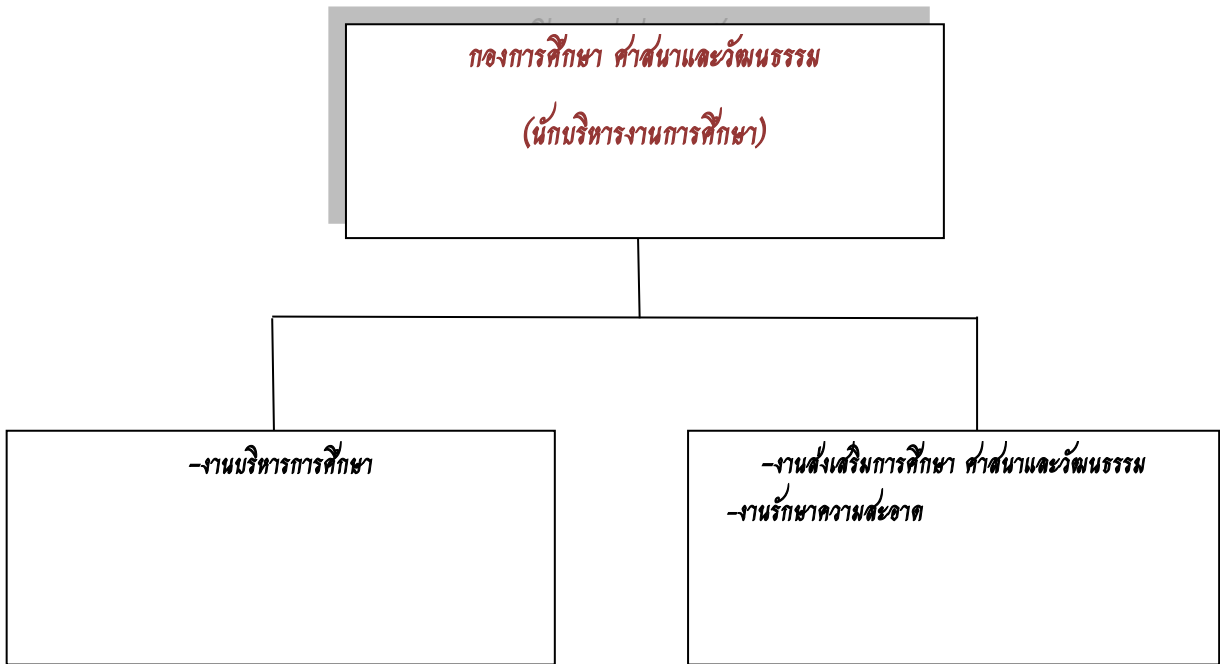 กองการศึกษา ศาสนาและวัฒนธรรม
(นักบริหารงานการศึกษา)
-งานบริหารการศึกษา
-งานส่งเสริมการศึกษา ศาสนาและวัฒนธรรม
-งานรักษาความสะอาด